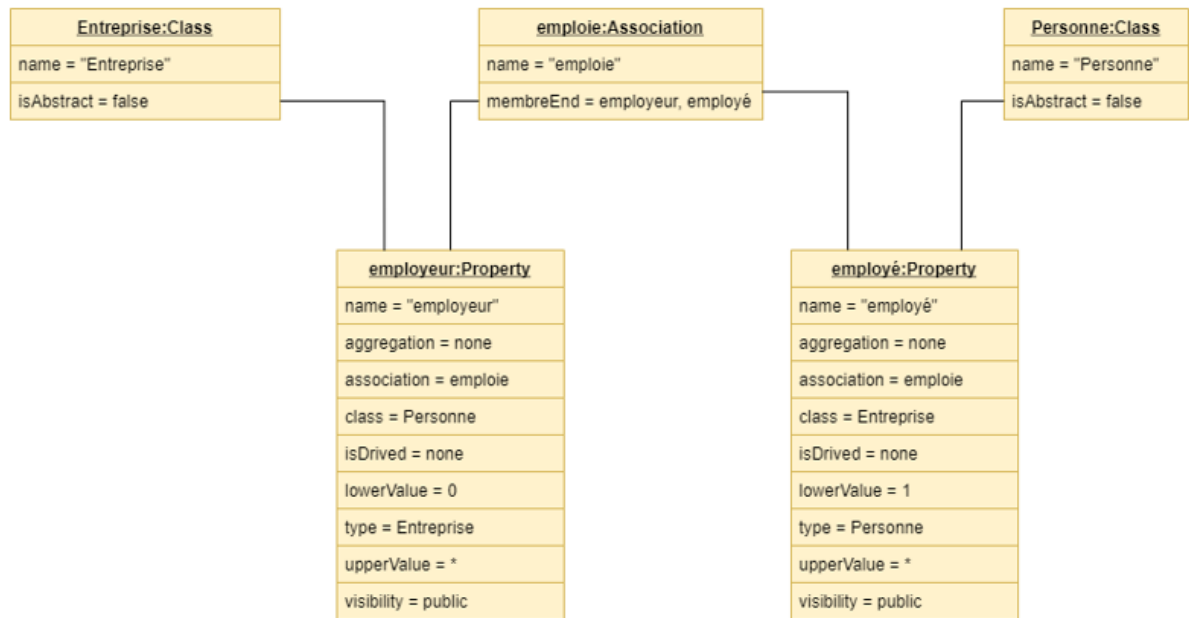 Entreprise:Class
name = "Entreprise"
isAbstract = false
emploie:Association
name = "emploie"
membreEnd = employeur, employé
Personne:Class
name = "Personne"
isAbstract = false
employeur:Property
name = "employeur"
aggregation = none
association = emploie
class = Personne
isDrived = none
lowerValue = 0
type = Entreprise
upperValue = *
visibility = public
employé:Property
name = "employé"
aggregation = none
association = emploie
class = Entreprise
isDrived = none
lowerValue = 1
type = Personne
upperValue = *
visibility = public